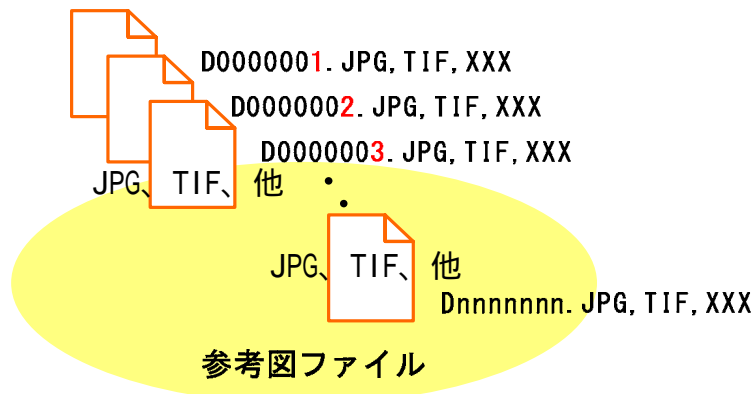 D0000001.JPG,TIF,XXX
D0000002.JPG,TIF,XXX
D0000003.JPG,TIF,XXX
JPG、TIF、他
JPG、TIF、他
Dnnnnnnn.JPG,TIF,XXX
参考図ファイル